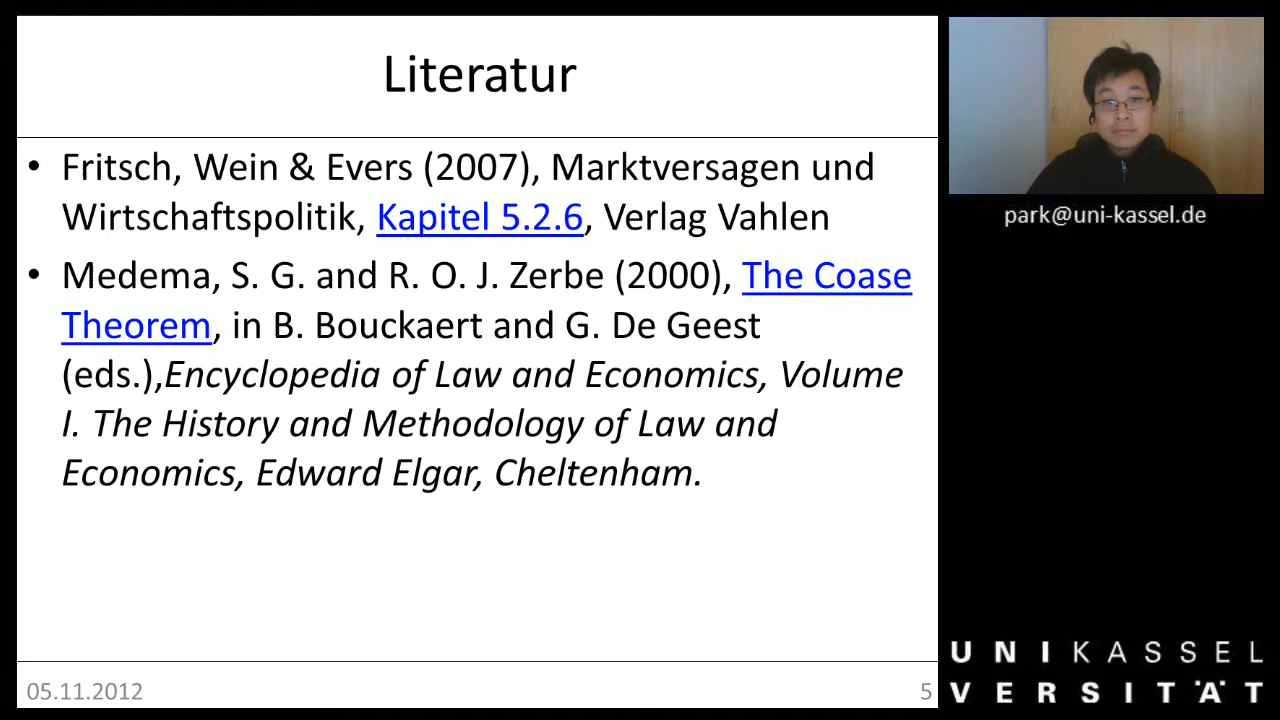 Literatur
• Fritsch, Wein & Evers (2007), Marktversagen und
Wirtschaftspolitik, Kapitel 5.2.6, Verlag Vahlen
• Medema, S. G. and R. O. J. Zerbe (2000), The Coase
Theorem, in B. Bouckaert and G. De Geest
(eds.),Encyclopedia of Law and Economics, Volume
I. The History and Methodology of Law and
Economics, Edward Elgar, Cheltenham.
05.11.2012
5
park@uni-kassel.de
UNIKASSEL
VERSITÄT